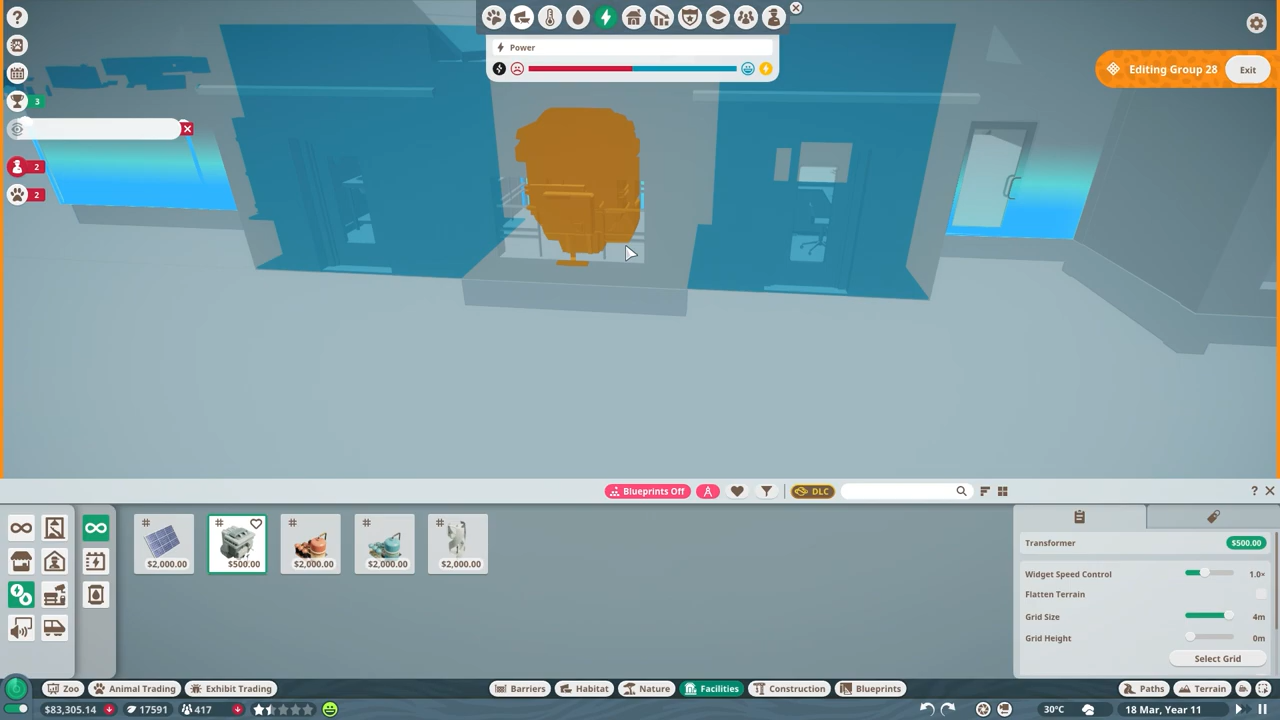 Power
Editing Group 28
Exit
3
2
2
Blueprints Off
DLC
$2,000.00
$500.00
$2,000.00
$2,000.00
$2,000.00
Transformer
$500.00
Widget Speed Control
1.0×
Flatten Terrain
Grid Size
4m
Grid Height
0m
Select Grid
Zoo
Animal Trading
Exhibit Trading
Barriers
Habitat
Nature
Facilities
Construction
Blueprints
Paths
Terrain
$83,305.14
17591
417
30°C
18 Mar, Year 11